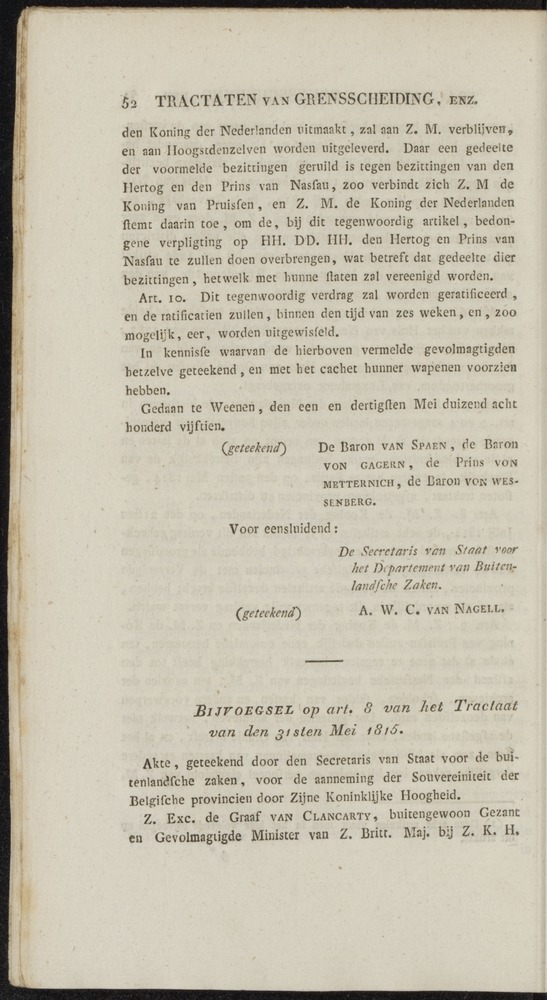 52 TRACTATEN VAN GRENSSCHEIDING, ENZ.
den Koning der Nederlanden uitmaakt, zal aan Z. M. verblijven,
en aan Hoogstdenzelven worden uitgeleverd. Daar een gedeelte
der voormelde bezittingen geruild is tegen bezittingen van den
Hertog en den Prins van Nasſau, zoo verbindt zich Z. M de
Koning van Pruisſen, en Z. M. de Koning der Nederlanden
ſtemt daarin toe, om de, bij dit tegenwoordig artikel, bedon-
gene verpligting op HH. DD. HH. den Hertog en Prins van
Nasſau te zullen doen overbrengen, wat betreft dat gedeelte dier
bezittingen, hetwelk met hunne ſtaten zal vereenigd worden.
Art. 10. Dit tegenwoordig verdrag zal worden geratificeerd,
en de ratificatien zullen, binnen den tijd van zes weken, en, zoo
mogelijk, eer, worden uitgewisſeld.
In kennisſe waarvan de hierboven vermelde gevolmagtigden
hetzelve geteekend, en met het cachet hunner wapenen voorzien
hebben.
Gedaan te Weenen, den een en dertigſten Mei duizend acht
honderd vijftien.
(geteekend) De Baron VAN SPAEN, de Baron
VON GAGERN, de Prins VON
METTERNICH, de Baron VON WES-
SENBERG.
Voor eensluidend:
De Secretaris van Staat voor
het Departement van Buiten-
landſche Zaken.
(geteekend) A. W. C. VAN NAGELL.
BIJVOEGSEL op art. 8 van het Tractaat
van den 31sten Mei 1815.
Akte, geteekend door den Secretaris van Staat voor de bui-
tenlandſche zaken, voor de aanneming der Souvereiniteit der
Belgiſche provincien door Zijne Koninklijke Hoogheid.
Z. Exc. de Graaf VAN CLANCARTY, buitengewoon Gezant
en Gevolmagtigde Minister van Z. Britt. Maj. bij Z. K. H.